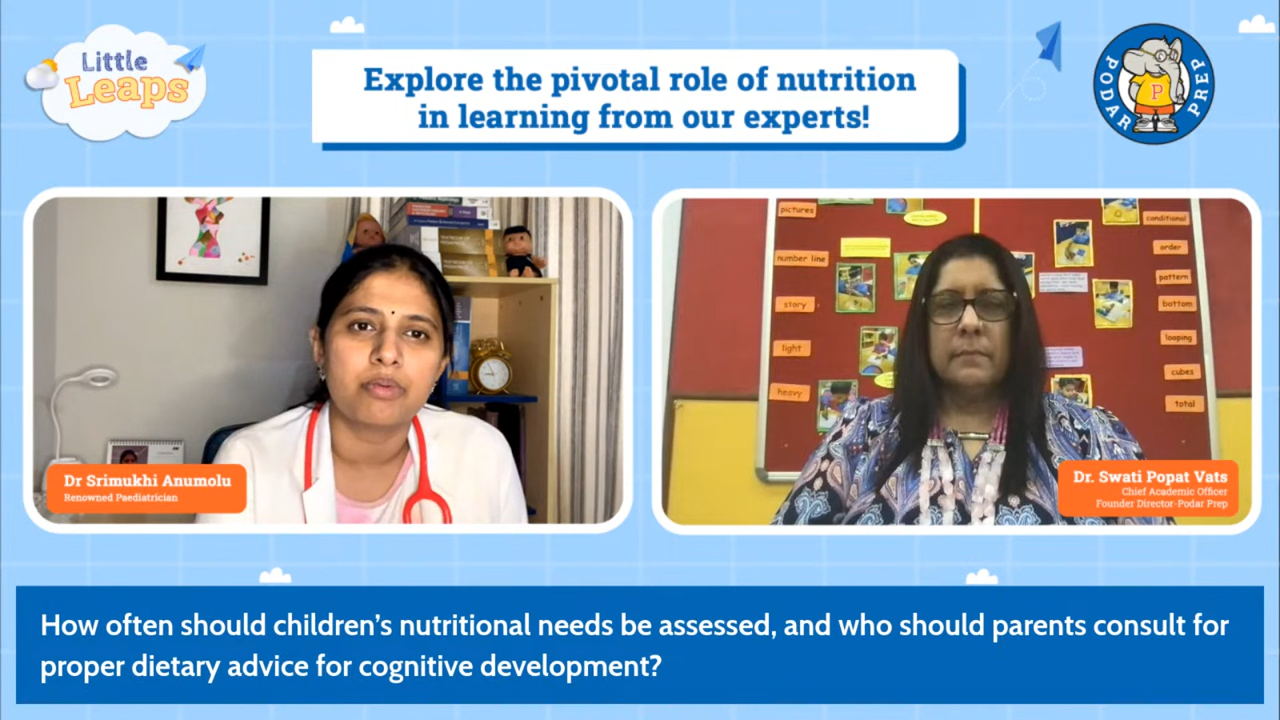 Little
Leaps
Explore the pivotal role of nutrition
in learning from our experts!
PODAR PREP
P
pictures
number line
story
light
heavy
conditional
order
pattern
bottom
looping
cubes
total
Dr Srimukhi Anumolu
Renowned Paediatrician
Dr. Swati Popat Vats
Chief Academic Officer
Founder Director-Podar Prep
How often should children’s nutritional needs be assessed, and who should parents consult for
proper dietary advice for cognitive development?